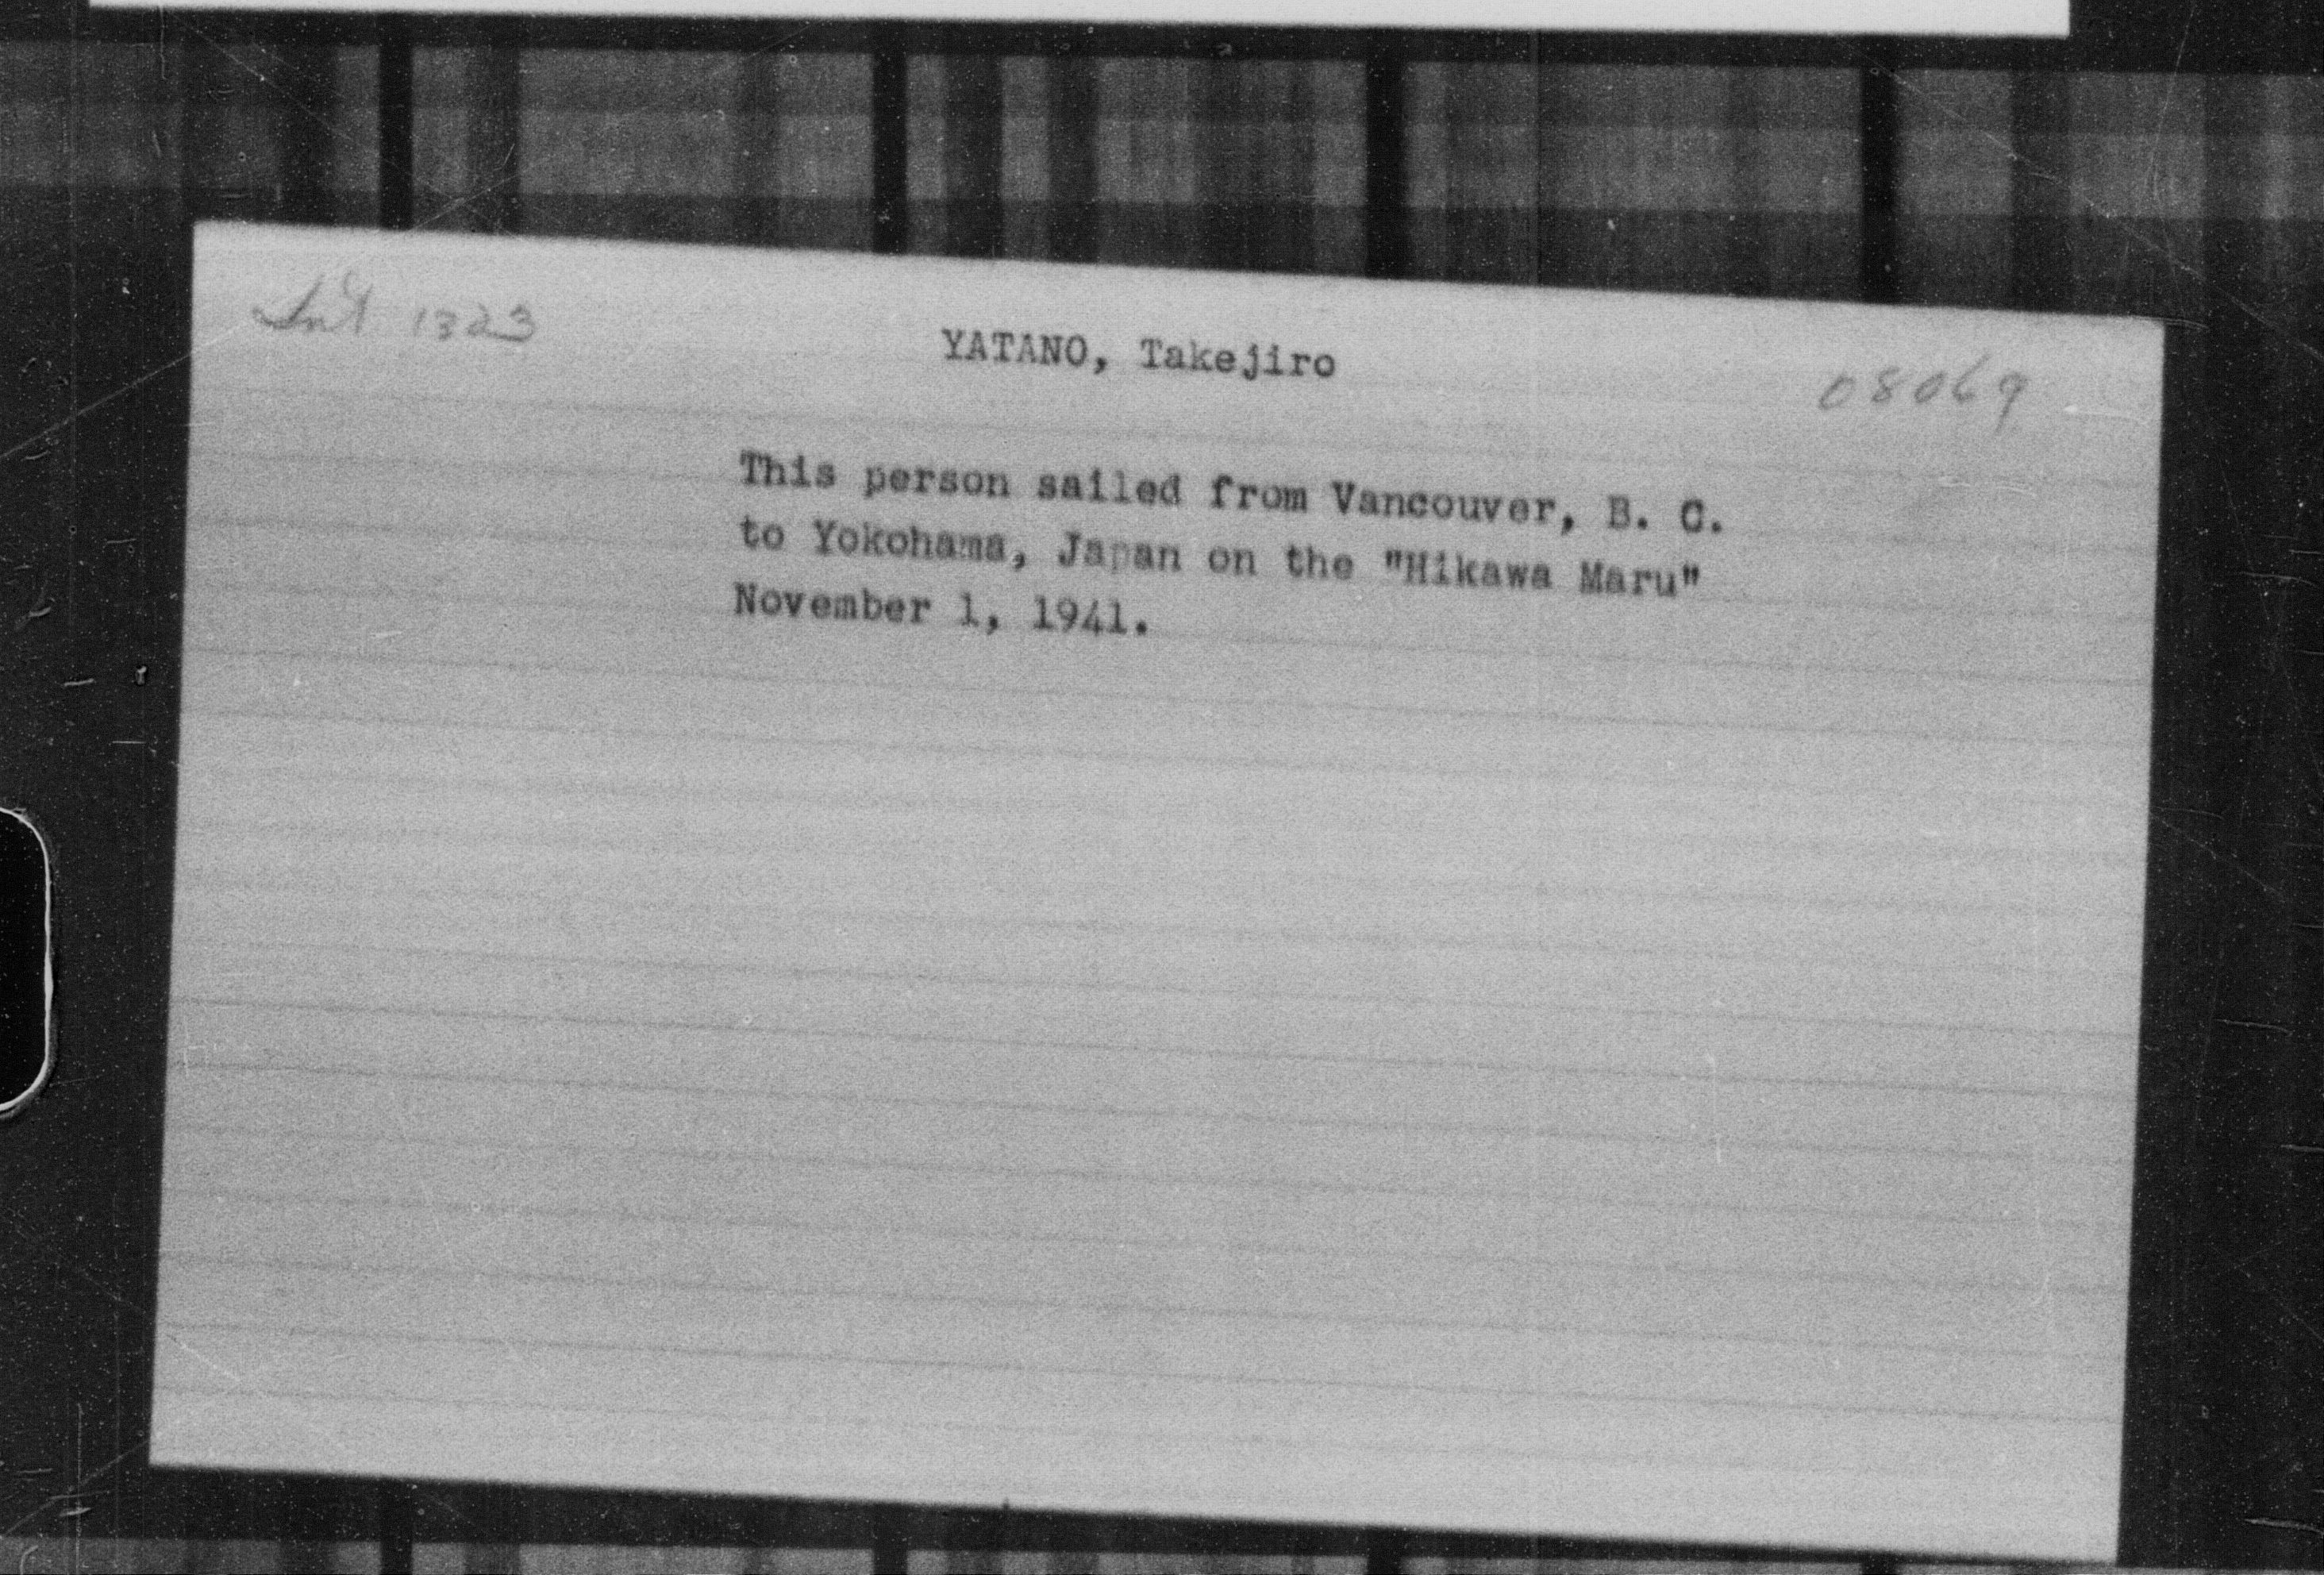 Int 1323
YATANO, Takejiro
08069
This person sailed from Vancouver, B. C.
to Yokohama, Japan on the "Hikawa Maru"
November 1, 1941.